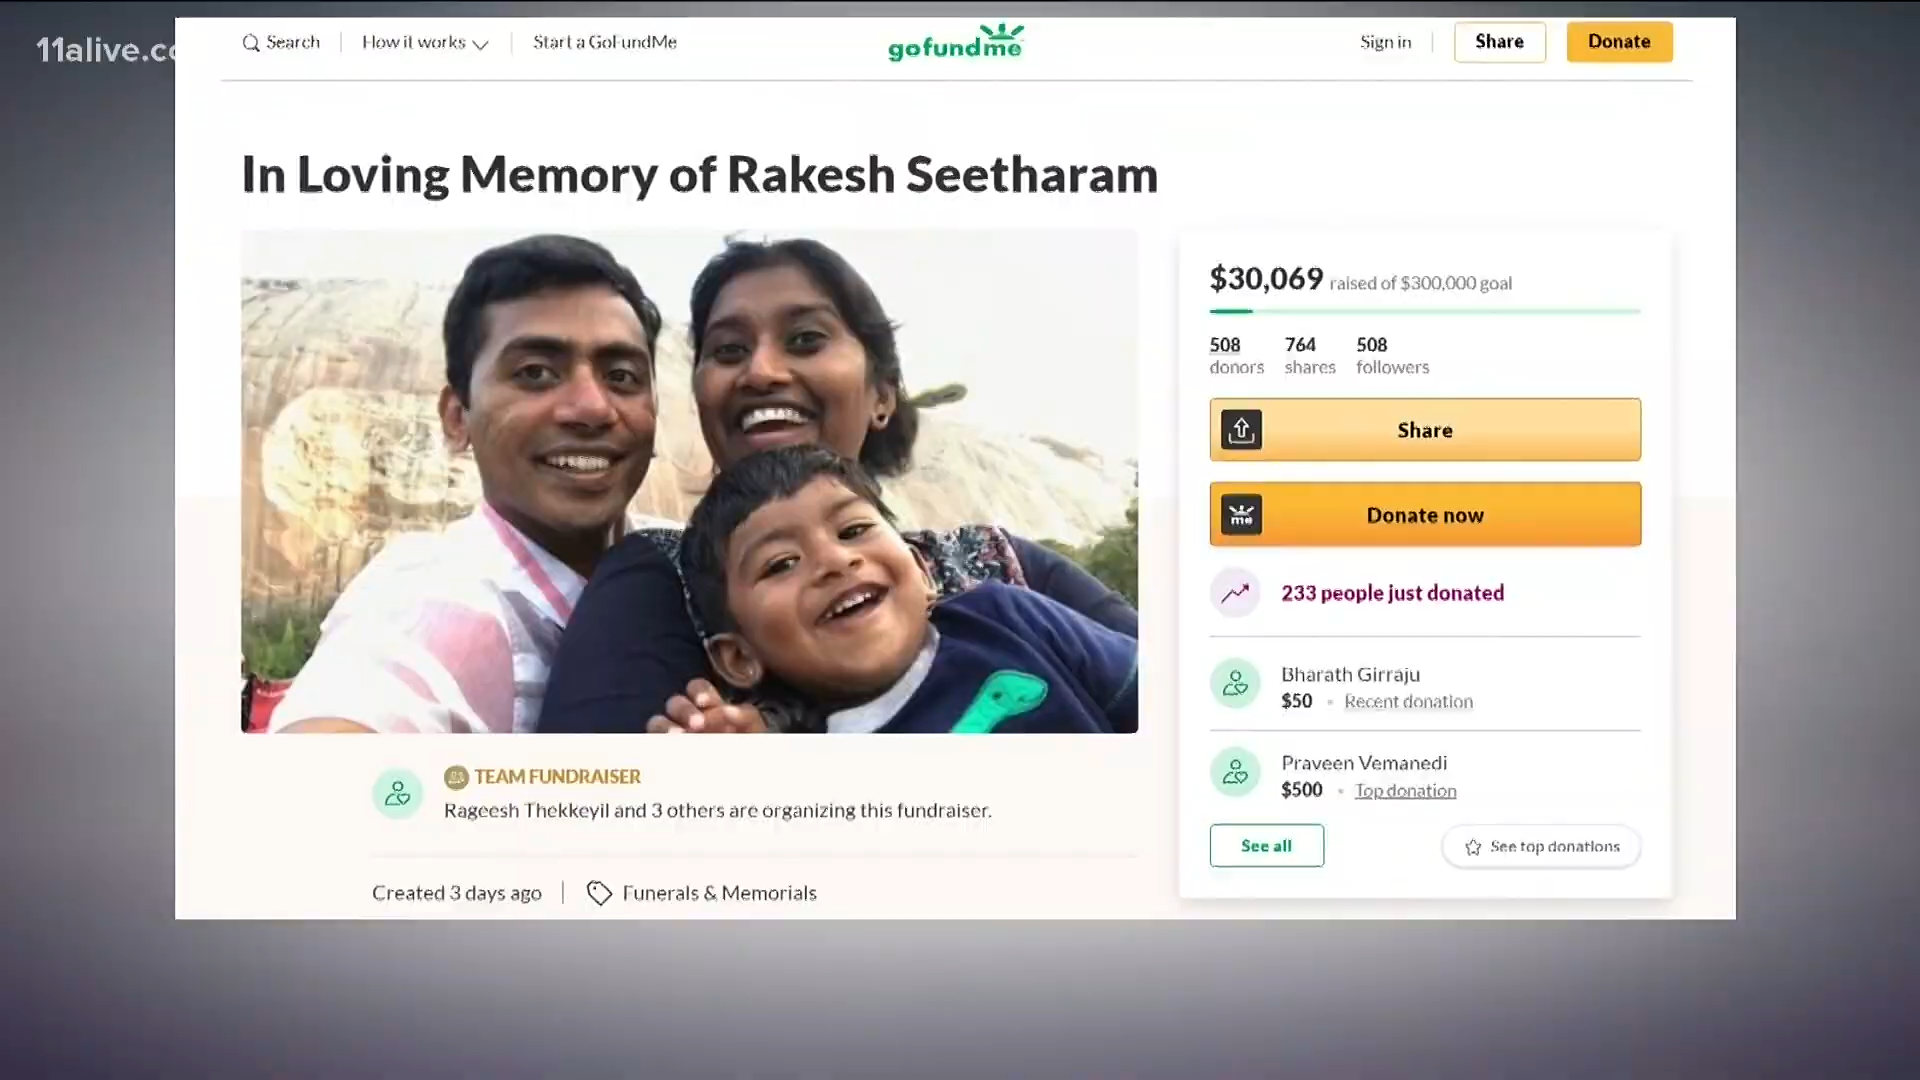 11alive.co
Search
How it works
Start a GoFundMe
gofundme
Sign in
Share
Donate
In Loving Memory of Rakesh Seetharam
$30,069 raised of $300,000 goal
508 donors
764 shares
508 followers
Share
me
Donate now
233 people just donated
Bharath Girraju
$50 • Recent donation
Praveen Vemanedi
$500 • Top donation
See all
See top donations
TEAM FUNDRAISER
Rageesh Thekkeyil and 3 others are organizing this fundraiser.
Created 3 days ago
Funerals & Memorials